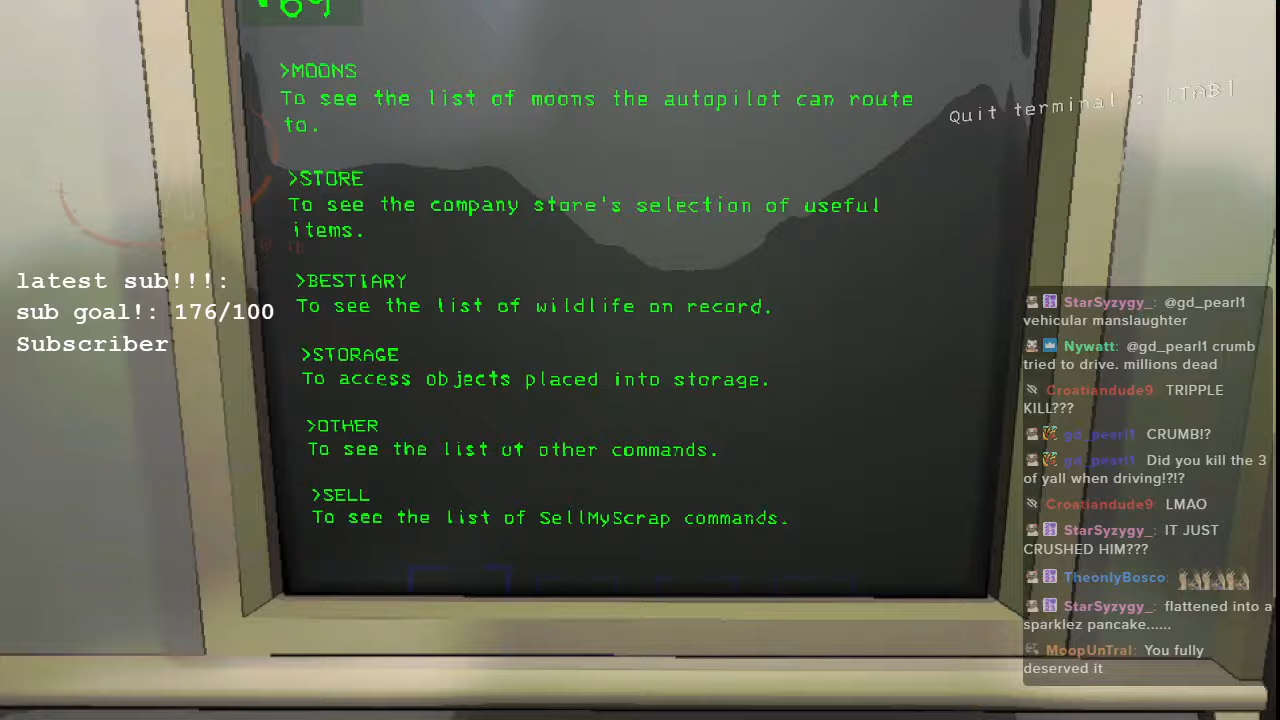 >MOONS
To see the list of moons the autopilot can route
to.
Quit terminal : [TAB]
>STORE
To see the company store's selection of useful
items.
>BESTIARY
To see the list of wildlife on record.
>STORAGE
To access objects placed into storage.
>OTHER
To see the list of other commands.
>SELL
To see the list of SellMyScrap commands.
latest sub!!!:
sub goal!: 176/100
Subscriber
StarSyzygy_: @gd_pearl1
vehicular manslaughter
Nywatt: @gd_pearl1 crumb
tried to drive. millions dead
Croatiandude9: TRIPPLE
KILL???
gd_pearl1: CRUMB!?
gd_pearl1: Did you kill the 3
of yall when driving!?!?
Croatiandude9: LMAO
StarSyzygy_: IT JUST
CRUSHED HIM???
TheonlyBosco:
StarSyzygy_: flattened into a
sparklez pancake......
MoopUnTral: You fully
deserved it